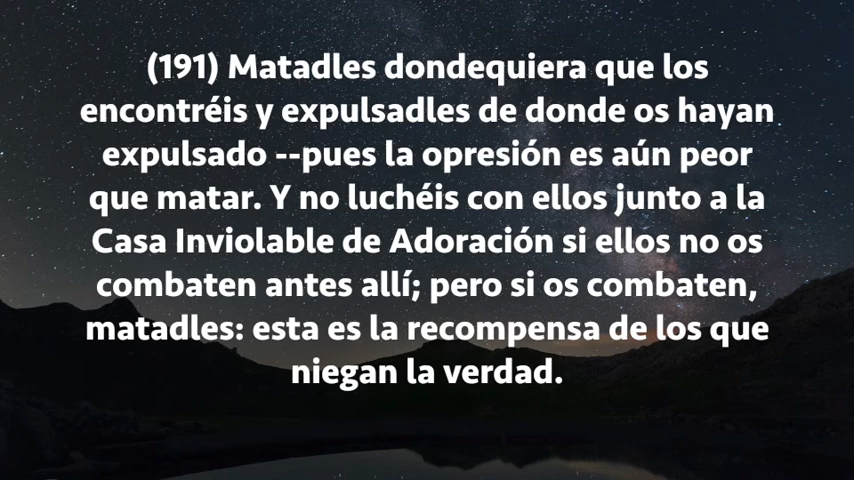 (191) Matadles dondequiera que los
encontréis y expulsadles de donde os hayan
expulsado --pues la opresión es aún peor
que matar. Y no luchéis con ellos junto a la
Casa Inviolable de Adoración si ellos no os
combaten antes allí; pero si os combaten,
matadles: esta es la recompensa de los que
niegan la verdad.